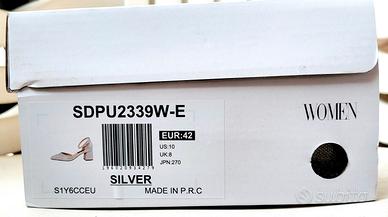 SDPU2339W-E
WOMEN
EUR:42
US:10
UK:8
JPN:270
SILVER
S1Y6CCEU
MADE IN P.R.C